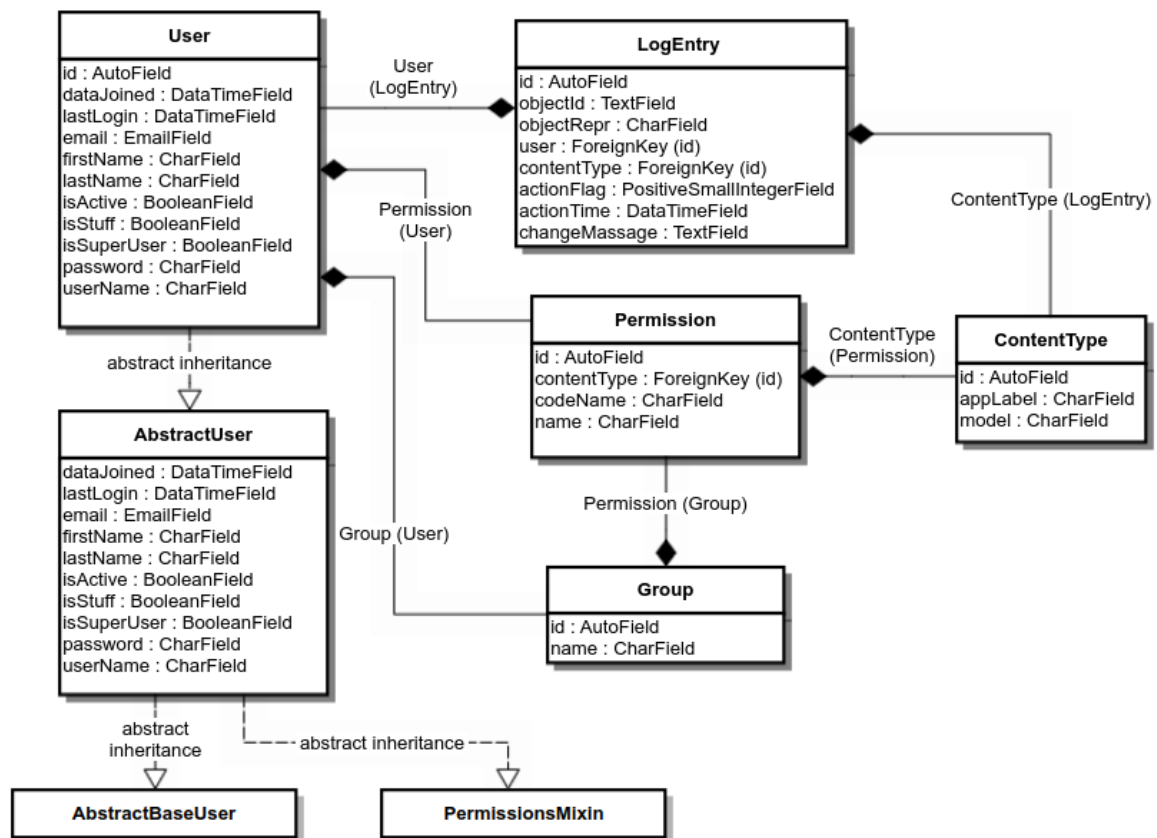 User
id : AutoField
dataJoined : DataTimeField
lastLogin : DataTimeField
email : EmailField
firstName : CharField
lastName : CharField
isActive : BooleanField
isStuff : BooleanField
isSuperUser : BooleanField
password : CharField
userName : CharField
User
(LogEntry)
LogEntry
id : AutoField
objectId : TextField
objectRepr : CharField
user : ForeignKey (id)
contentType : ForeignKey (id)
actionFlag : PositiveSmallIntegerField
actionTime : DataTimeField
changeMassage : TextField
Permission
(User)
ContentType (LogEntry)
Permission
id : AutoField
contentType : ForeignKey (id)
codeName : CharField
name : CharField
ContentType
(Permission)
ContentType
id : AutoField
appLabel : CharField
model : CharField
abstract inheritance
AbstractUser
dataJoined : DataTimeField
lastLogin : DataTimeField
email : EmailField
firstName : CharField
lastName : CharField
isActive : BooleanField
isStuff : BooleanField
isSuperUser : BooleanField
password : CharField
userName : CharField
Group (User)
Permission (Group)
Group
id : AutoField
name : CharField
abstract
inheritance
abstract inheritance
AbstractBaseUser
PermissionsMixin